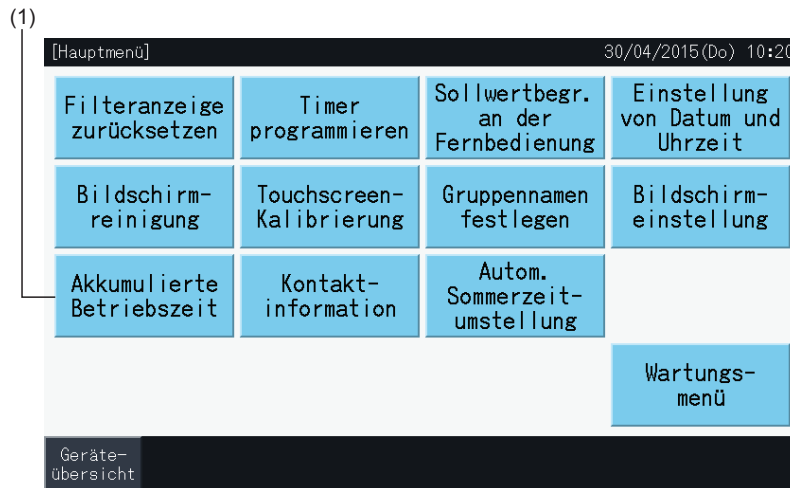 (1)
[Hauptmenü] 30/04/2015(Do) 10:20
Filteranzeige
zurücksetzen
Timer
programmieren
Sollwertbegr.
an der
Fernbedienung
Einstellung
von Datum und
Uhrzeit
Bildschirm-
reinigung
Touchscreen-
Kalibrierung
Gruppennamen
festlegen
Bildschirm-
einstellung
Akkumulierte
Betriebszeit
Kontakt-
information
Autom.
Sommerzeit-
umstellung
Wartungs-
menü
Geräte-
übersicht